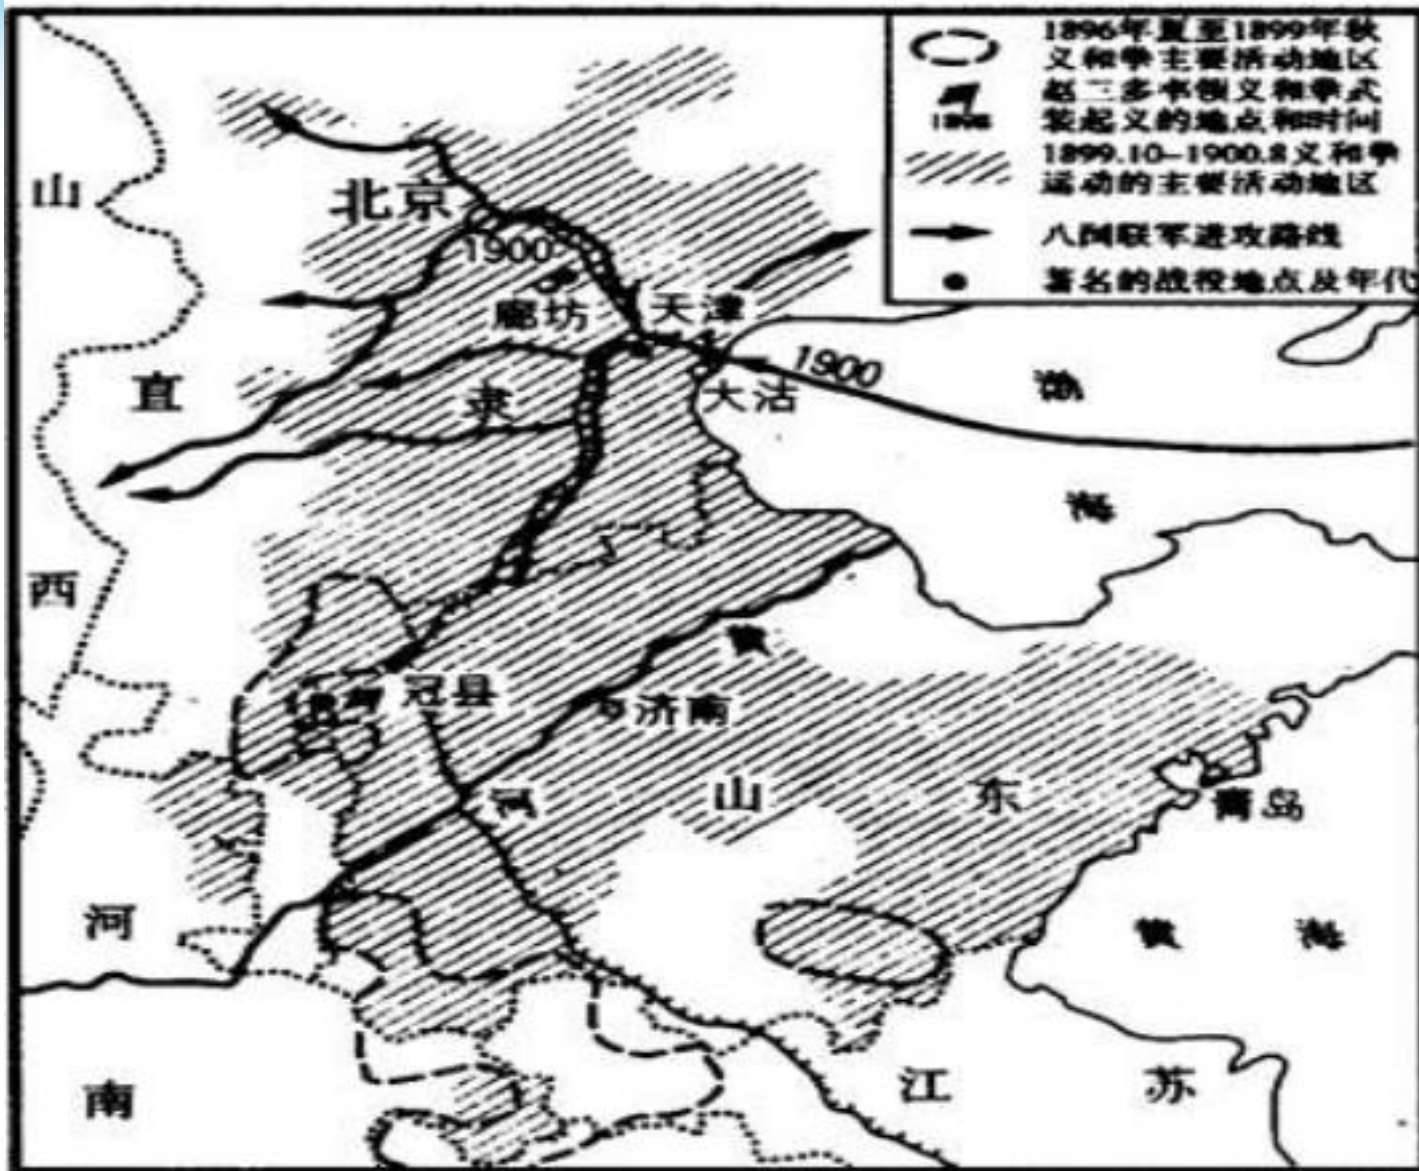 1896年夏至1899年秋
义和拳主要活动地区
赵三多率领义和拳武
1898
装起义的地点和时间
1899.10-1900.8义和拳
运动的主要活动地区
八国联军进攻路线
著名的战役地点及年代
山
北京
1900
廊坊
天津
直
隶
大沽
1900
渤
海
西
黄
冠县
济南
河
山
东
青岛
河
黄
海
南
江
苏